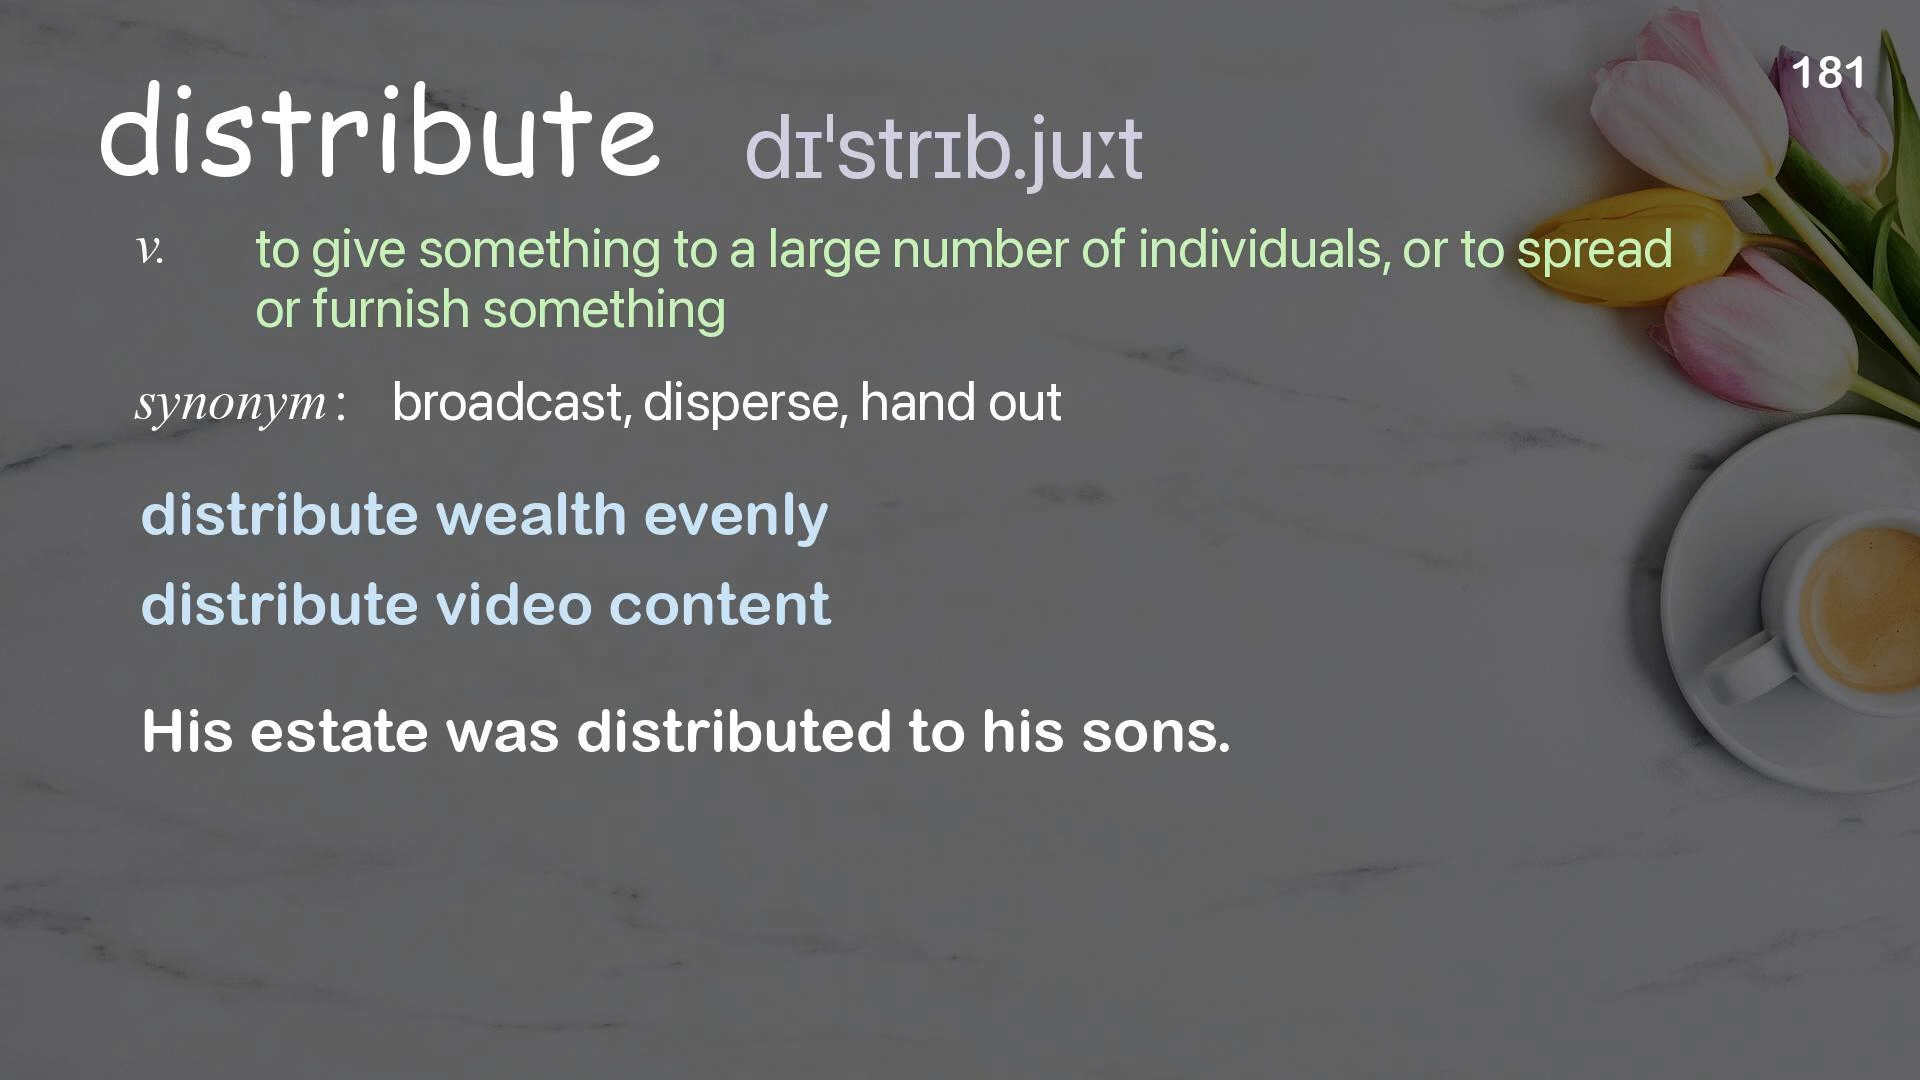 181
distribute dɪˈstrɪb.juːt
v. to give something to a large number of individuals, or to spread
or furnish something
synonym : broadcast, disperse, hand out
distribute wealth evenly
distribute video content
His estate was distributed to his sons.